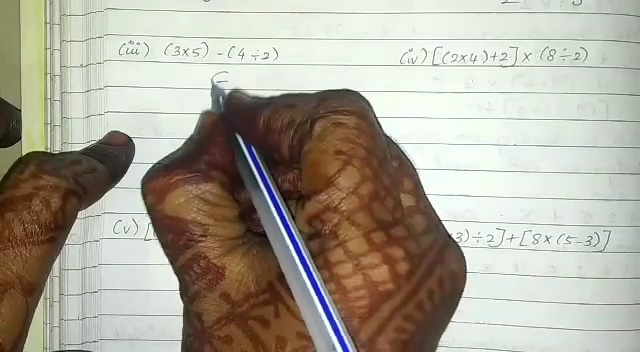 (iii) (3×5) - (4÷2)
(iv) [(2×4)+2] × (8÷2)
(v) [
3)÷2]+[8×(5-3)]